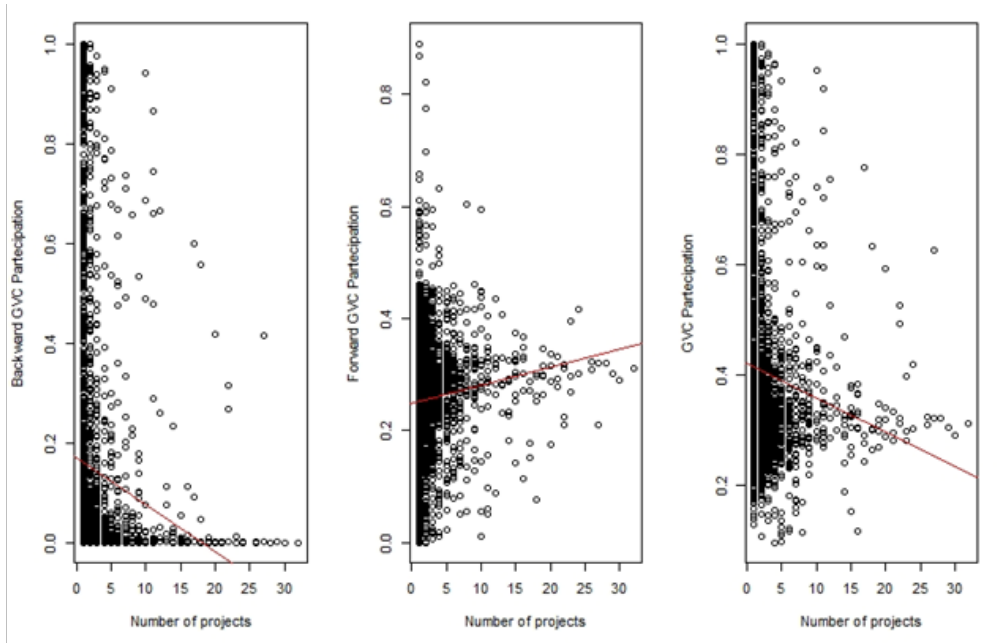 Backward GVC Partecipation
0.0 0.2 0.4 0.6 0.8 1.0
0 5 10 15 20 25 30
Number of projects
Forward GVC Partecipation
0.0 0.2 0.4 0.6 0.8
0 5 10 15 20 25 30
Number of projects
GVC Partecipation
0.2 0.4 0.6 0.8 1.0
0 5 10 15 20 25 30
Number of projects